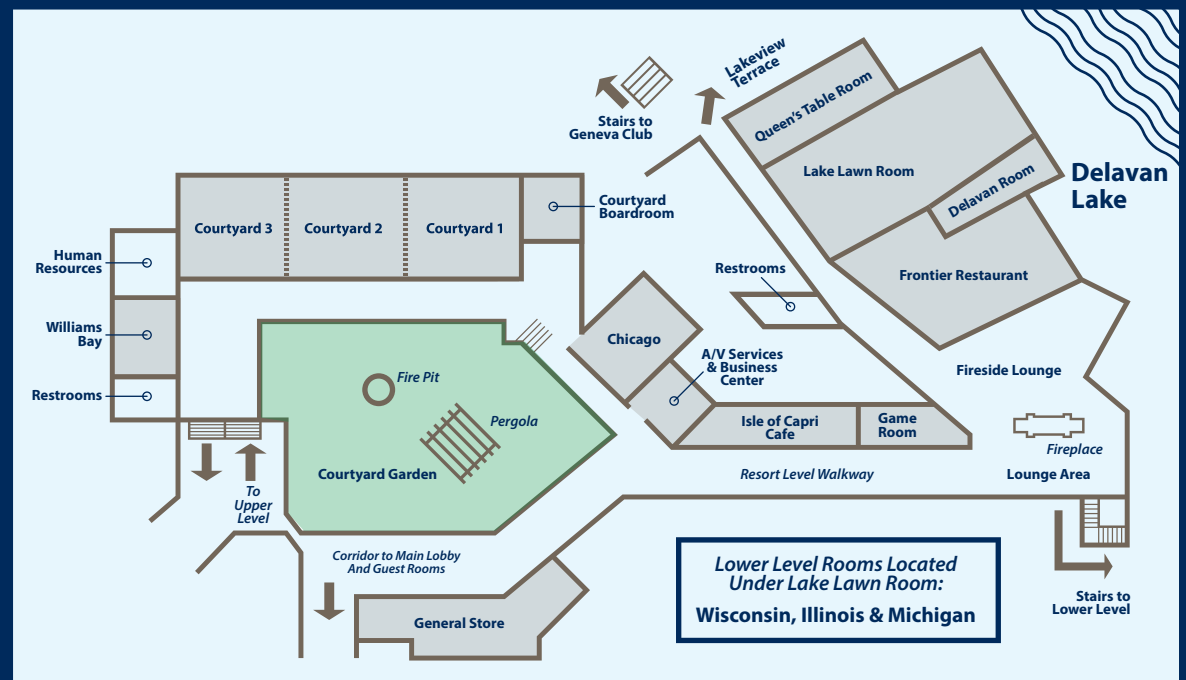 Lakeview
Terrace
Stairs to
Geneva Club
Queen's Table Room
Lake Lawn Room
Delavan Room
Delavan
Lake
Courtyard 3
Courtyard 2
Courtyard 1
Courtyard
Boardroom
Human
Resources
Restrooms
Frontier Restaurant
Williams
Bay
Chicago
A/V Services
& Business
Center
Fireside Lounge
Restrooms
Fire Pit
Pergola
Isle of Capri
Cafe
Game
Room
Fireplace
Courtyard Garden
Resort Level Walkway
Lounge Area
To
Upper
Level
Corridor to Main Lobby
And Guest Rooms
Lower Level Rooms Located
Under Lake Lawn Room:
Wisconsin, Illinois & Michigan
Stairs to
Lower Level
General Store